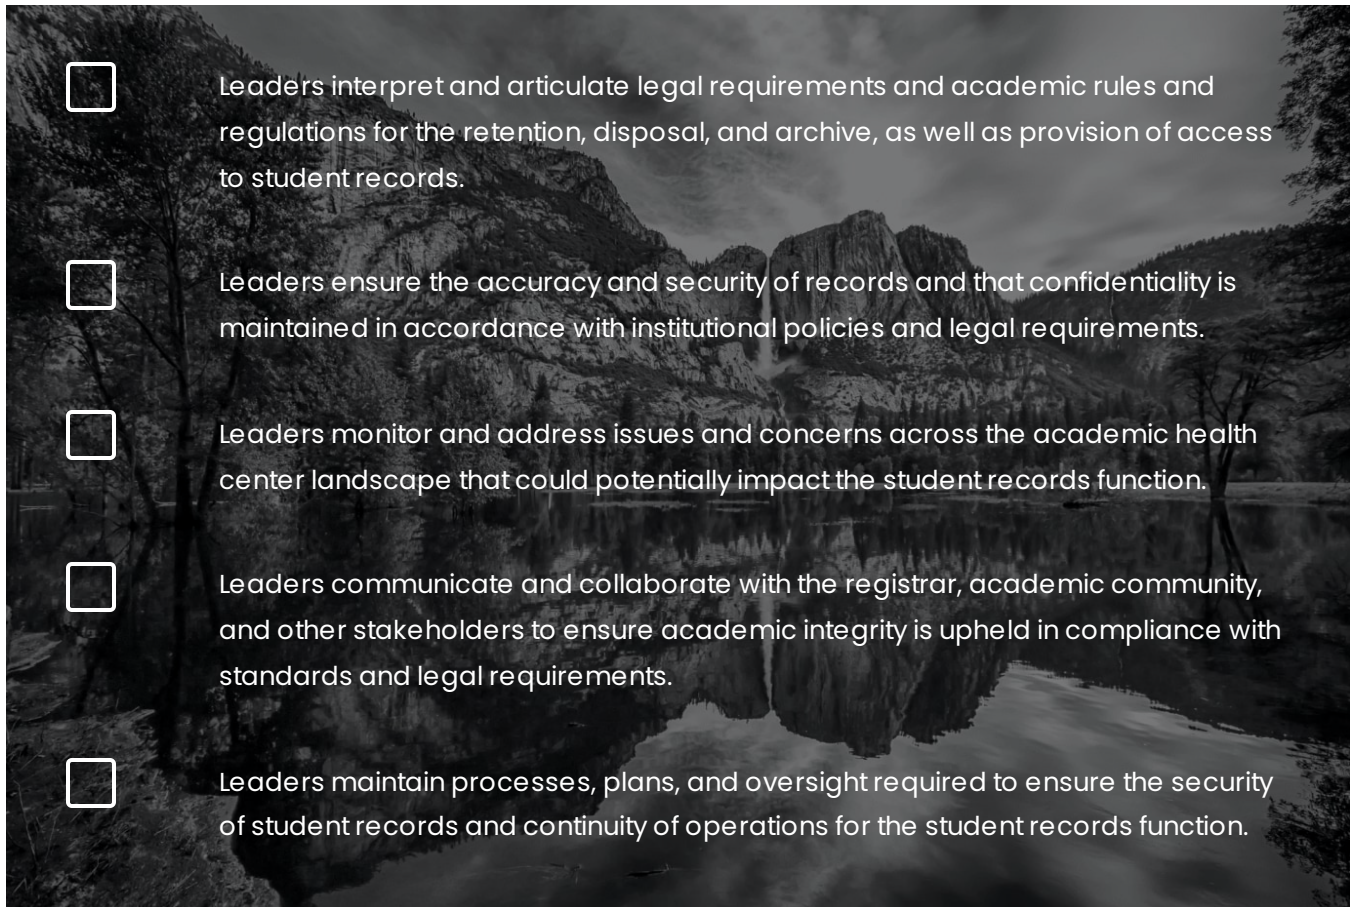 Leaders interpret and articulate legal requirements and academic rules and
regulations for the retention, disposal, and archive, as well as provision of access
to student records.
Leaders ensure the accuracy and security of records and that confidentiality is
maintained in accordance with institutional policies and legal requirements.
Leaders monitor and address issues and concerns across the academic health
center landscape that could potentially impact the student records function.
Leaders communicate and collaborate with the registrar, academic community,
and other stakeholders to ensure academic integrity is upheld in compliance with
standards and legal requirements.
Leaders maintain processes, plans, and oversight required to ensure the security
of student records and continuity of operations for the student records function.